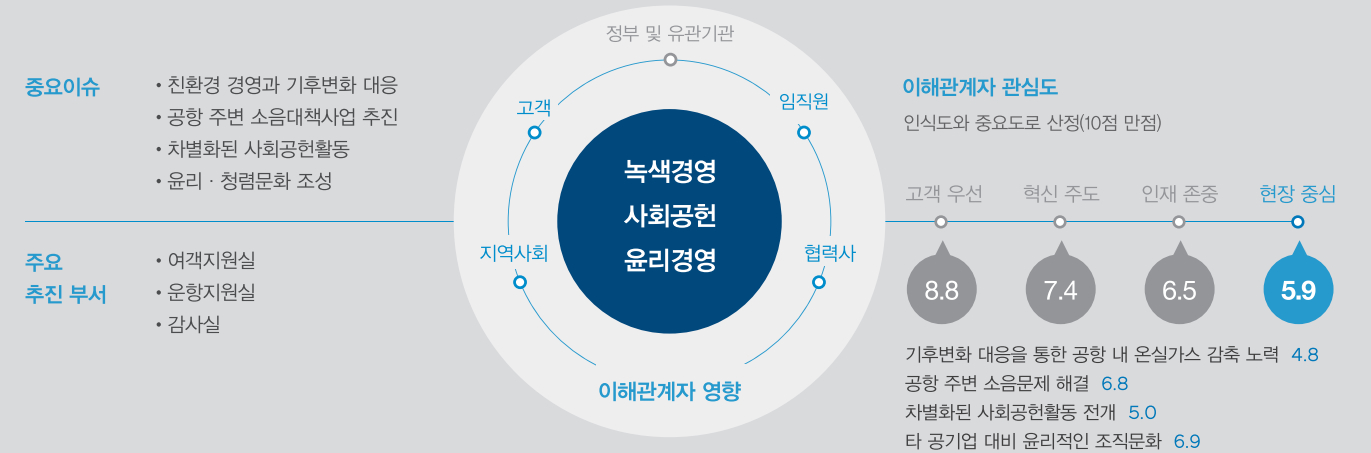 중요이슈
• 친환경 경영과 기후변화 대응
• 공항 주변 소음대책사업 추진
• 차별화된 사회공헌활동
• 윤리 · 청렴문화 조성
주요
추진 부서
• 여객지원실
• 운항지원실
• 감사실
정부 및 유관기관
고객
임직원
지역사회
협력사
녹색경영
사회공헌
윤리경영
이해관계자 영향
이해관계자 관심도
인식도와 중요도로 산정(10점 만점)
고객 우선 혁신 주도 인재 존중 현장 중심
8.8 7.4 6.5 5.9
기후변화 대응을 통한 공항 내 온실가스 감축 노력 4.8
공항 주변 소음문제 해결 6.8
차별화된 사회공헌활동 전개 5.0
타 공기업 대비 윤리적인 조직문화 6.9